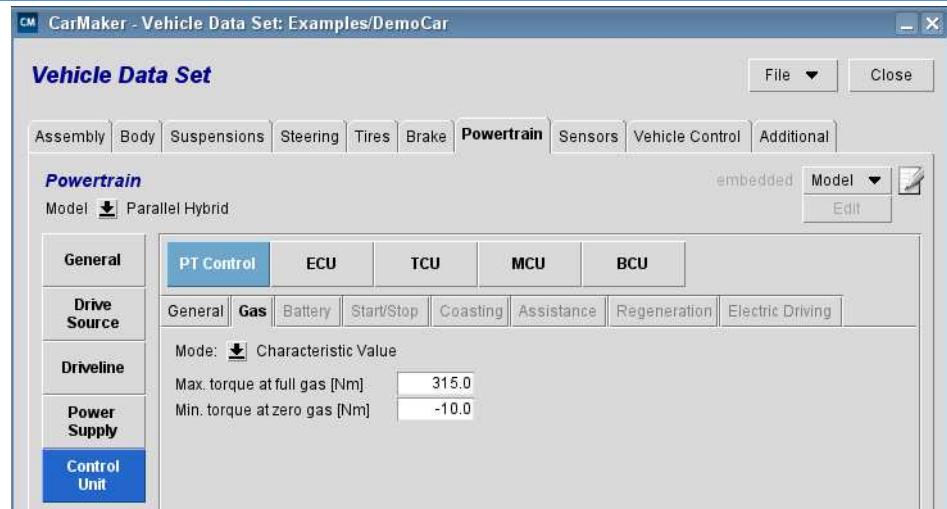 CM CarMaker - Vehicle Data Set: Examples/DemoCar
Vehicle Data Set File Close
Assembly Body Suspensions Steering Tires Brake Powertrain Sensors Vehicle Control Additional
Powertrain embedded Model
Model Parallel Hybrid Edit
General PT Control ECU TCU MCU BCU
Drive
Source
General Gas Battery Start/Stop Coasting Assistance Regeneration Electric Driving
Driveline
Mode: Characteristic Value
Max. torque at full gas [Nm] 315.0
Min. torque at zero gas [Nm] -10.0
Power
Supply
Control
Unit